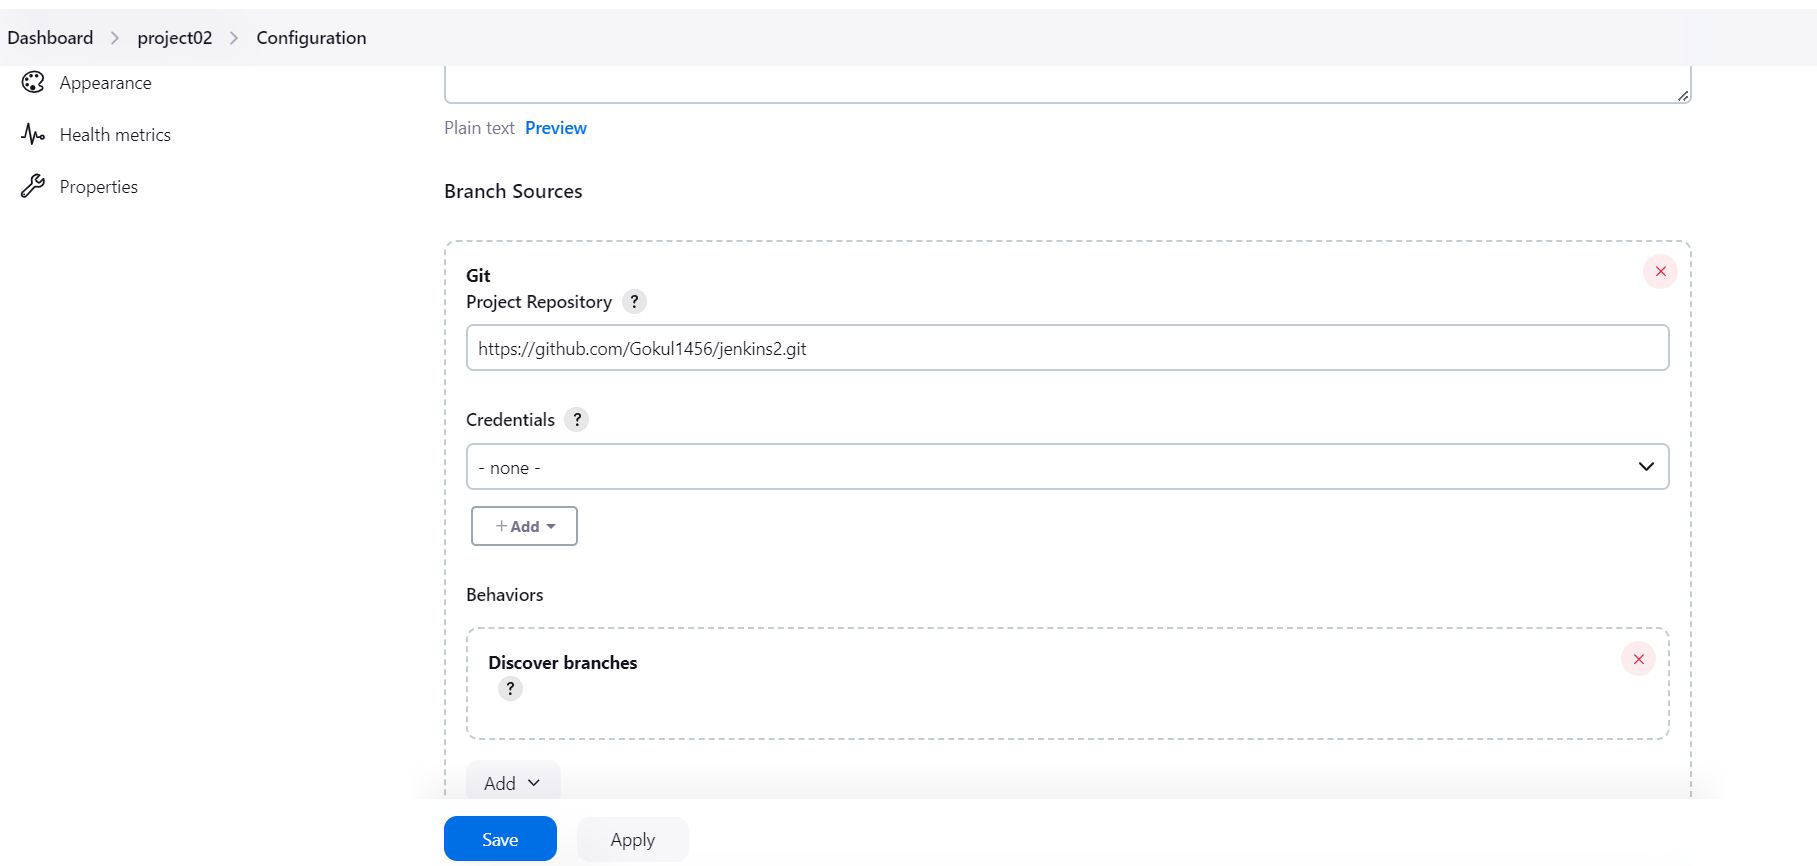 Dashboard > project02 > Configuration
Appearance
Health metrics
Properties
Plain text Preview
Branch Sources
Git
Project Repository ?
https://github.com/Gokul1456/jenkins2.git
Credentials ?
- none -
+ Add
Behaviors
Discover branches
?
Add
Save Apply